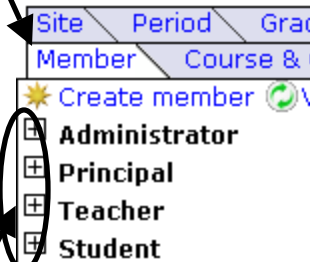 Site Period Grad
Member Course &
Create member
Administrator
Principal
Teacher
Student